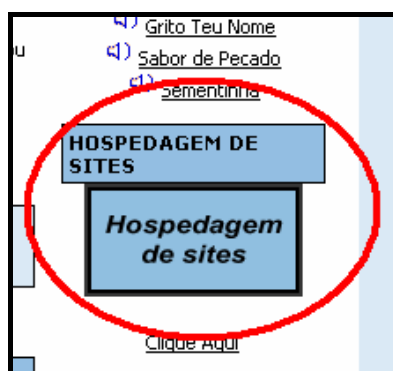 Grito Teu Nome
Sabor de Pecado
Sementinha
HOSPEDAGEM DE
SITES
Hospedagem
de sites
Clique Aqui